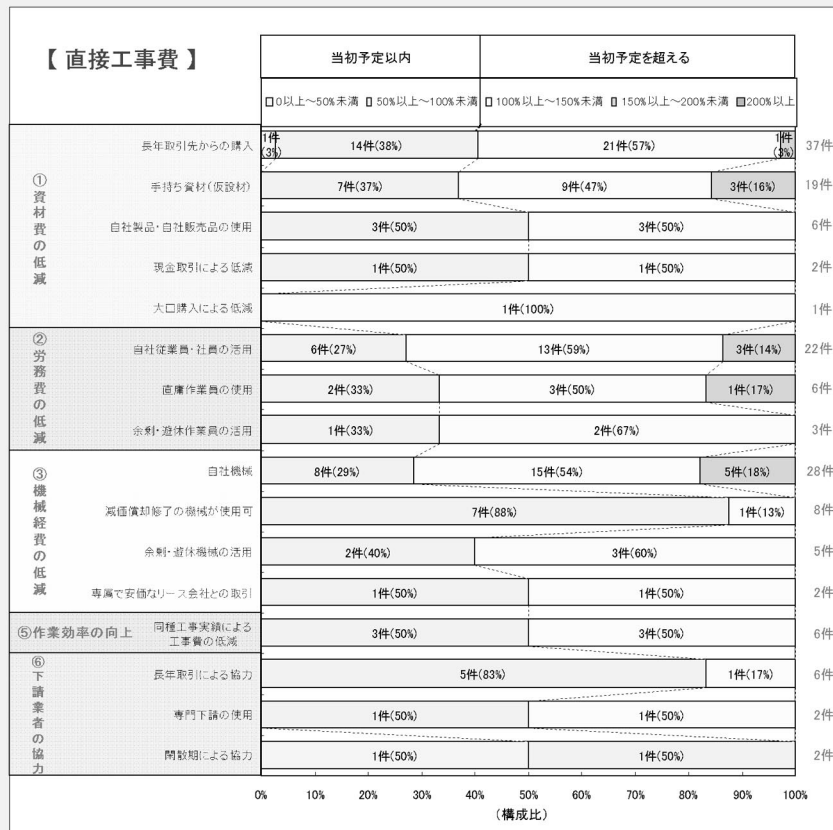 【 直接工事費 】
当初予定以内
当初予定を超える
0以上～50%未満
50%以上～100%未満
100%以上～150%未満
150%以上～200%未満
200%以上
①資材費の低減
長年取引先からの購入
1件(3%)
14件(38%)
21件(57%)
1件(3%)
37件
手持ち資材(仮設材)
7件(37%)
9件(47%)
3件(16%)
19件
自社製品・自社販売品の使用
3件(50%)
3件(50%)
6件
現金取引による低減
1件(50%)
1件(50%)
2件
大口購入による低減
1件(100%)
1件
②労務費の低減
自社従業員・社員の活用
6件(27%)
13件(59%)
3件(14%)
22件
直庸作業員の使用
2件(33%)
3件(50%)
1件(17%)
6件
余剰・遊休作業員の活用
1件(33%)
2件(67%)
3件
③機械経費の低減
自社機械
8件(29%)
15件(54%)
5件(18%)
28件
減価償却修了の機械が使用可
7件(88%)
1件(13%)
8件
余剰・遊休機械の活用
2件(40%)
3件(60%)
5件
専属で安価なリース会社との取引
1件(50%)
1件(50%)
2件
⑤作業効率の向上
同種工事実績による
工事費の低減
3件(50%)
3件(50%)
6件
⑥下請業者の協力
長年取引による協力
5件(83%)
1件(17%)
6件
専門下請の使用
1件(50%)
1件(50%)
2件
閑散期による協力
1件(50%)
1件(50%)
2件
0%
10%
20%
30%
40%
50%
60%
70%
80%
90%
100%
(構成比)